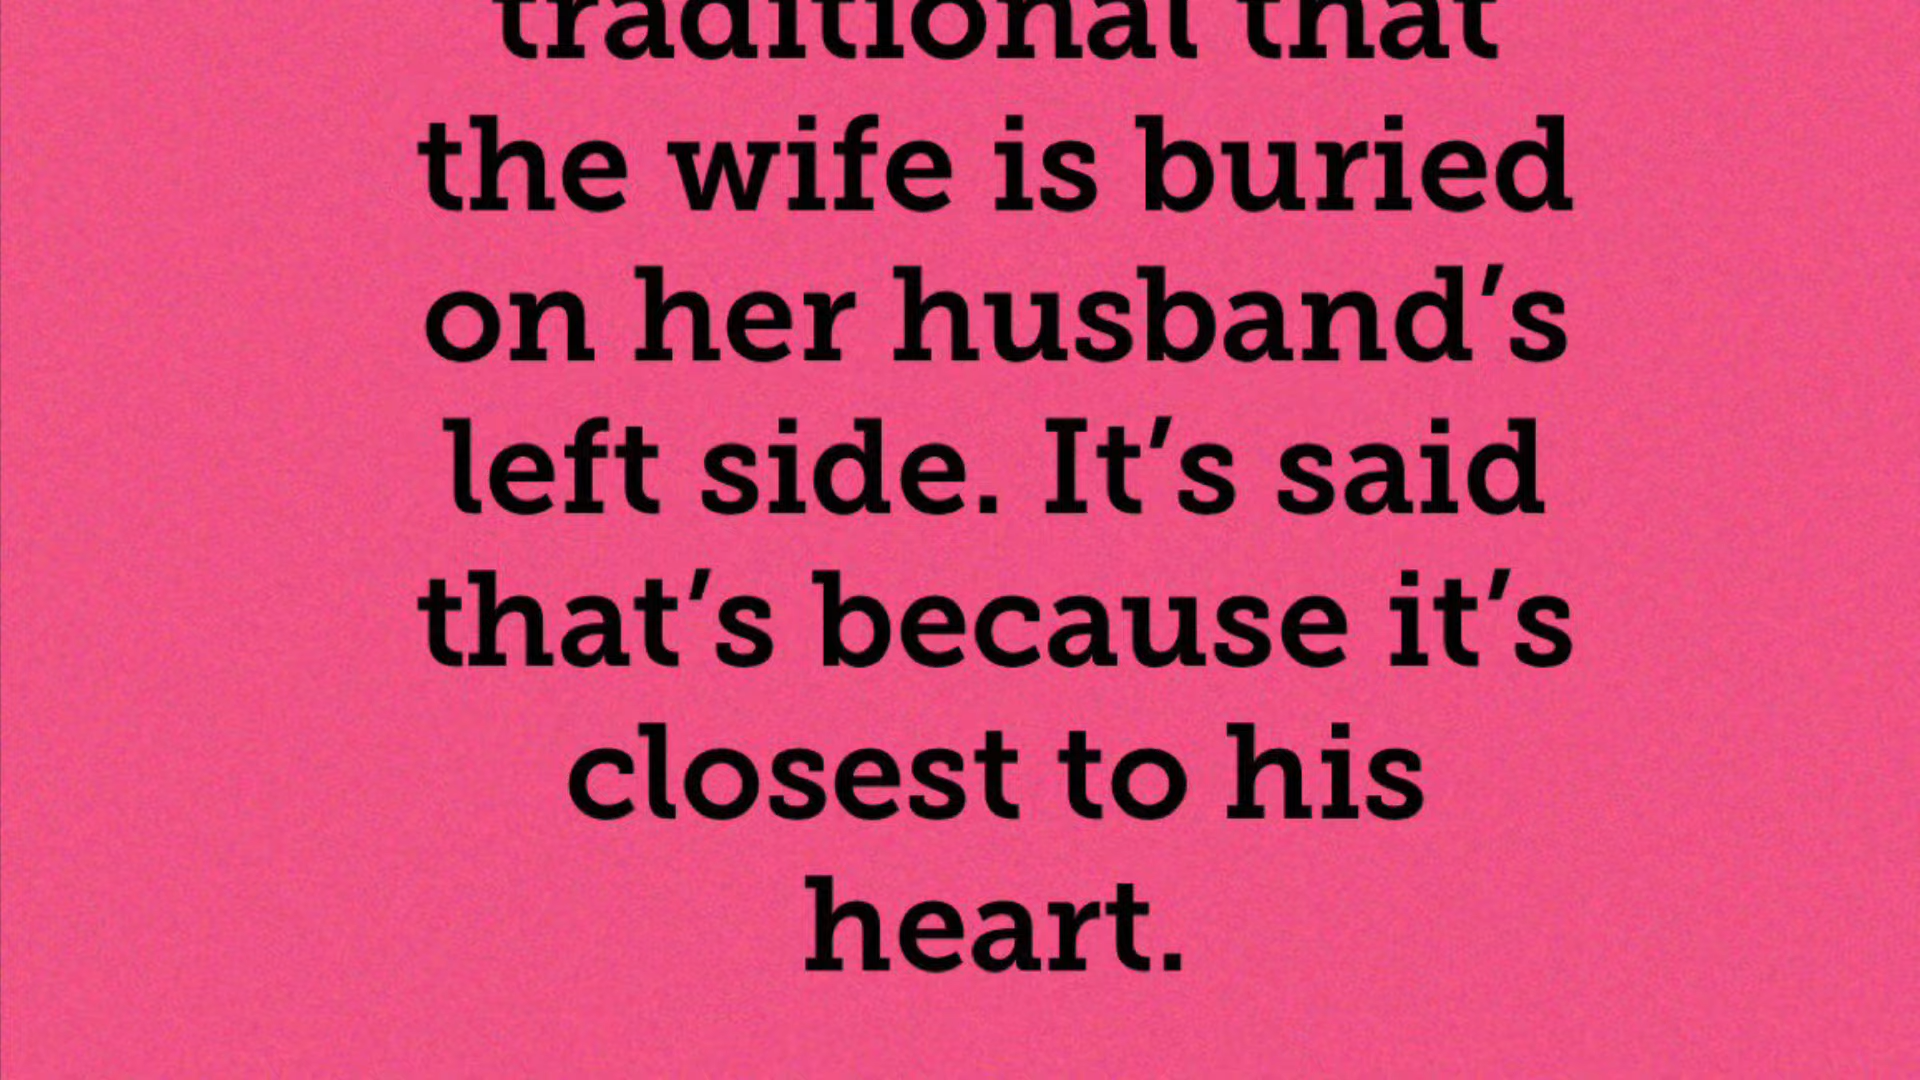 traditional that
the wife is buried
on her husband’s
left side. It’s said
that’s because it’s
closest to his
heart.